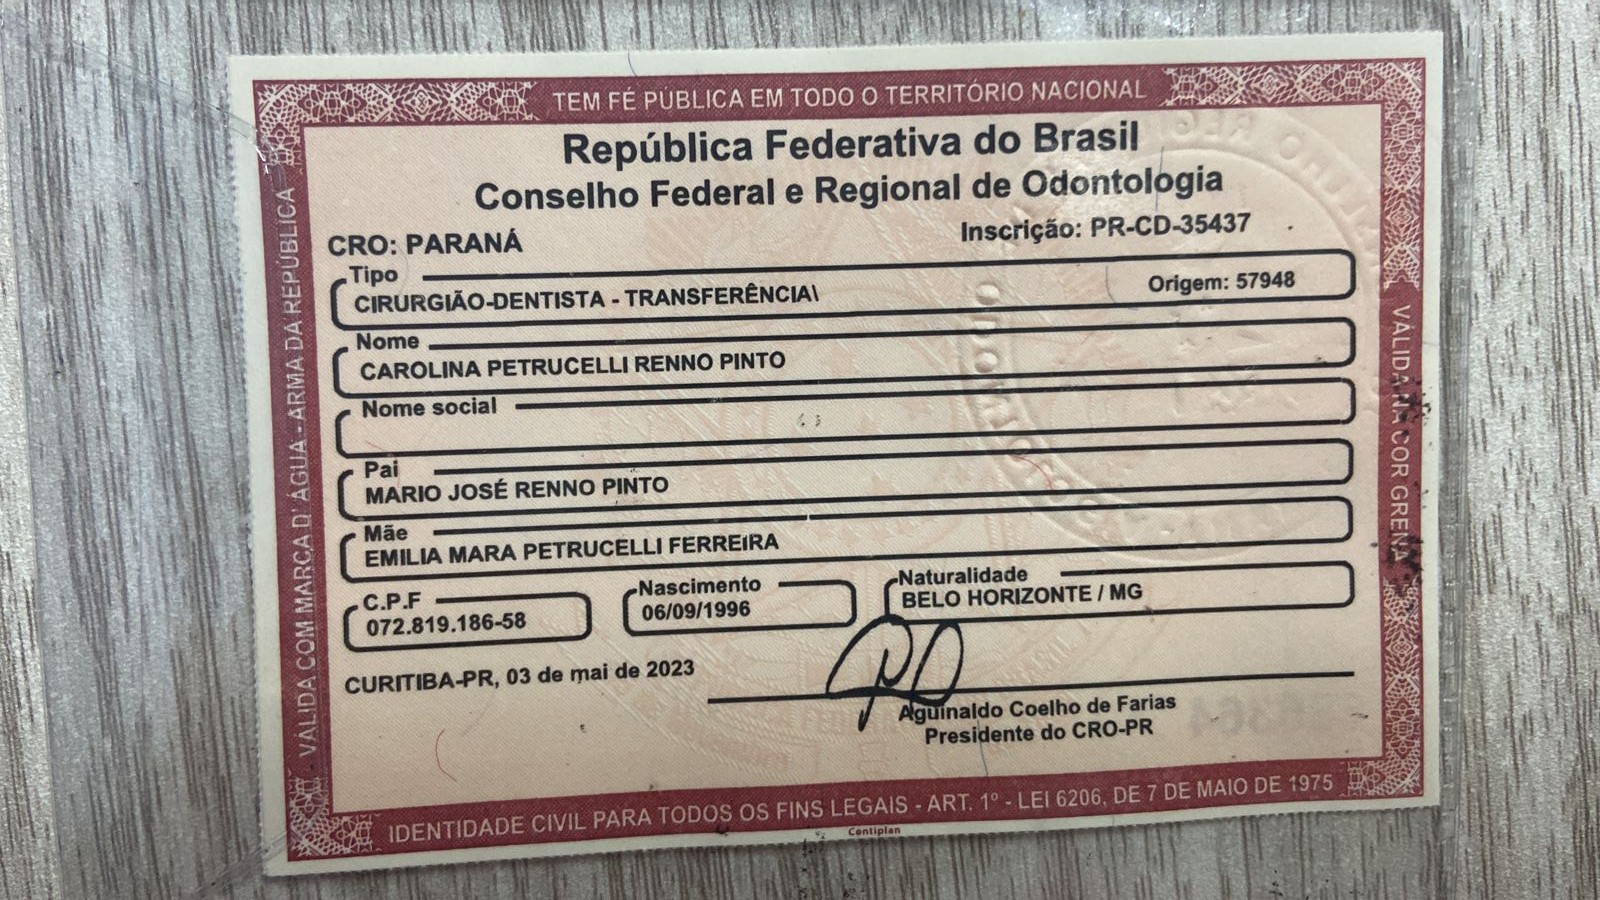 TEM FÉ PÚBLICA EM TODO O TERRITÓRIO NACIONAL
República Federativa do Brasil
Conselho Federal e Regional de Odontologia
CRO: PARANÁ
Inscrição: PR-CD-35437
Tipo
CIRURGIÃO-DENTISTA - TRANSFERÊNCIA\
Origem: 57948
Nome
CAROLINA PETRUCELLI RENNO PINTO
Nome social
Pai
MARIO JOSÉ RENNO PINTO
Mãe
EMILIA MARA PETRUCELLI FERREIRA
C.P.F
072.819.186-58
Nascimento
06/09/1996
Naturalidade
BELO HORIZONTE / MG
CURITIBA-PR, 03 de mai de 2023
Aguinaldo Coelho de Farias
Presidente do CRO-PR
IDENTIDADE CIVIL PARA TODOS OS FINS LEGAIS - ART. 1º - LEI 6206, DE 7 DE MAIO DE 1975
Centiplan
VÁLIDA COM MARCA D' ÁGUA - ARMA DA REPÚBLICA
VÁLIDA NA COR GRENÁ